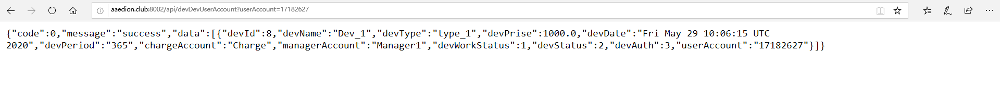 aaedion.club:8002/api/devDevUserAccount?userAccount=17182627
{"code":0,"message":"success","data":[{"devId":8,"devName":"Dev_1","devType":"type_1","devPrise":1000.0,"devDate":"Fri May 29 10:06:15 UTC
2020","devPeriod":"365","chargeAccount":"Charge","managerAccount":"Manager1","devWorkStatus":1,"devStatus":2,"devAuth":3,"userAccount":"17182627"}]}